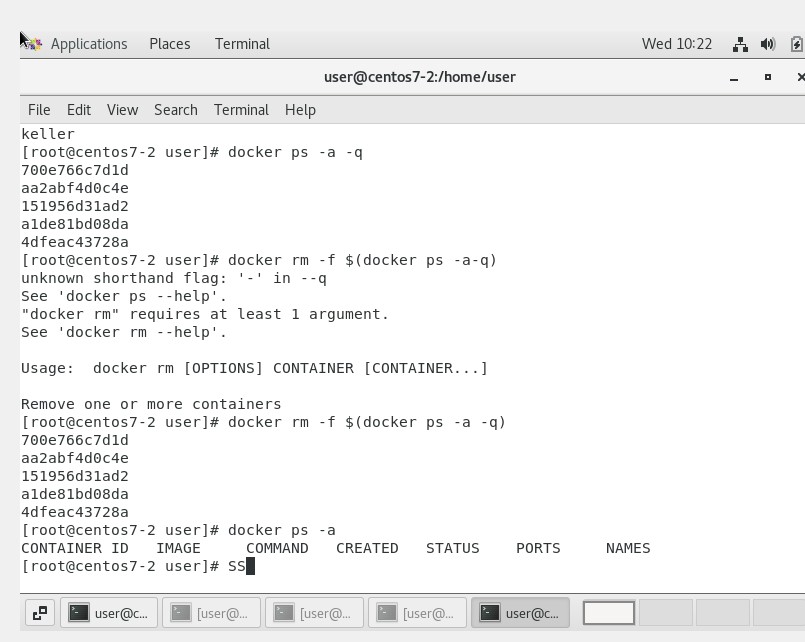 Applications Places Terminal Wed 10:22
user@centos7-2:/home/user
File Edit View Search Terminal Help
keller
[root@centos7-2 user]# docker ps -a -q
700e766c7d1d
aa2abf4d0c4e
151956d31ad2
a1de81bd08da
4dfeac43728a
[root@centos7-2 user]# docker rm -f $(docker ps -a-q)
unknown shorthand flag: '-' in --q
See 'docker ps --help'.
"docker rm" requires at least 1 argument.
See 'docker rm --help'.
Usage:  docker rm [OPTIONS] CONTAINER [CONTAINER...]
Remove one or more containers
[root@centos7-2 user]# docker rm -f $(docker ps -a -q)
700e766c7d1d
aa2abf4d0c4e
151956d31ad2
a1de81bd08da
4dfeac43728a
[root@centos7-2 user]# docker ps -a
CONTAINER ID   IMAGE     COMMAND   CREATED   STATUS    PORTS     NAMES
[root@centos7-2 user]# SS
user@c... [user@... [user@... [user@... user@c...